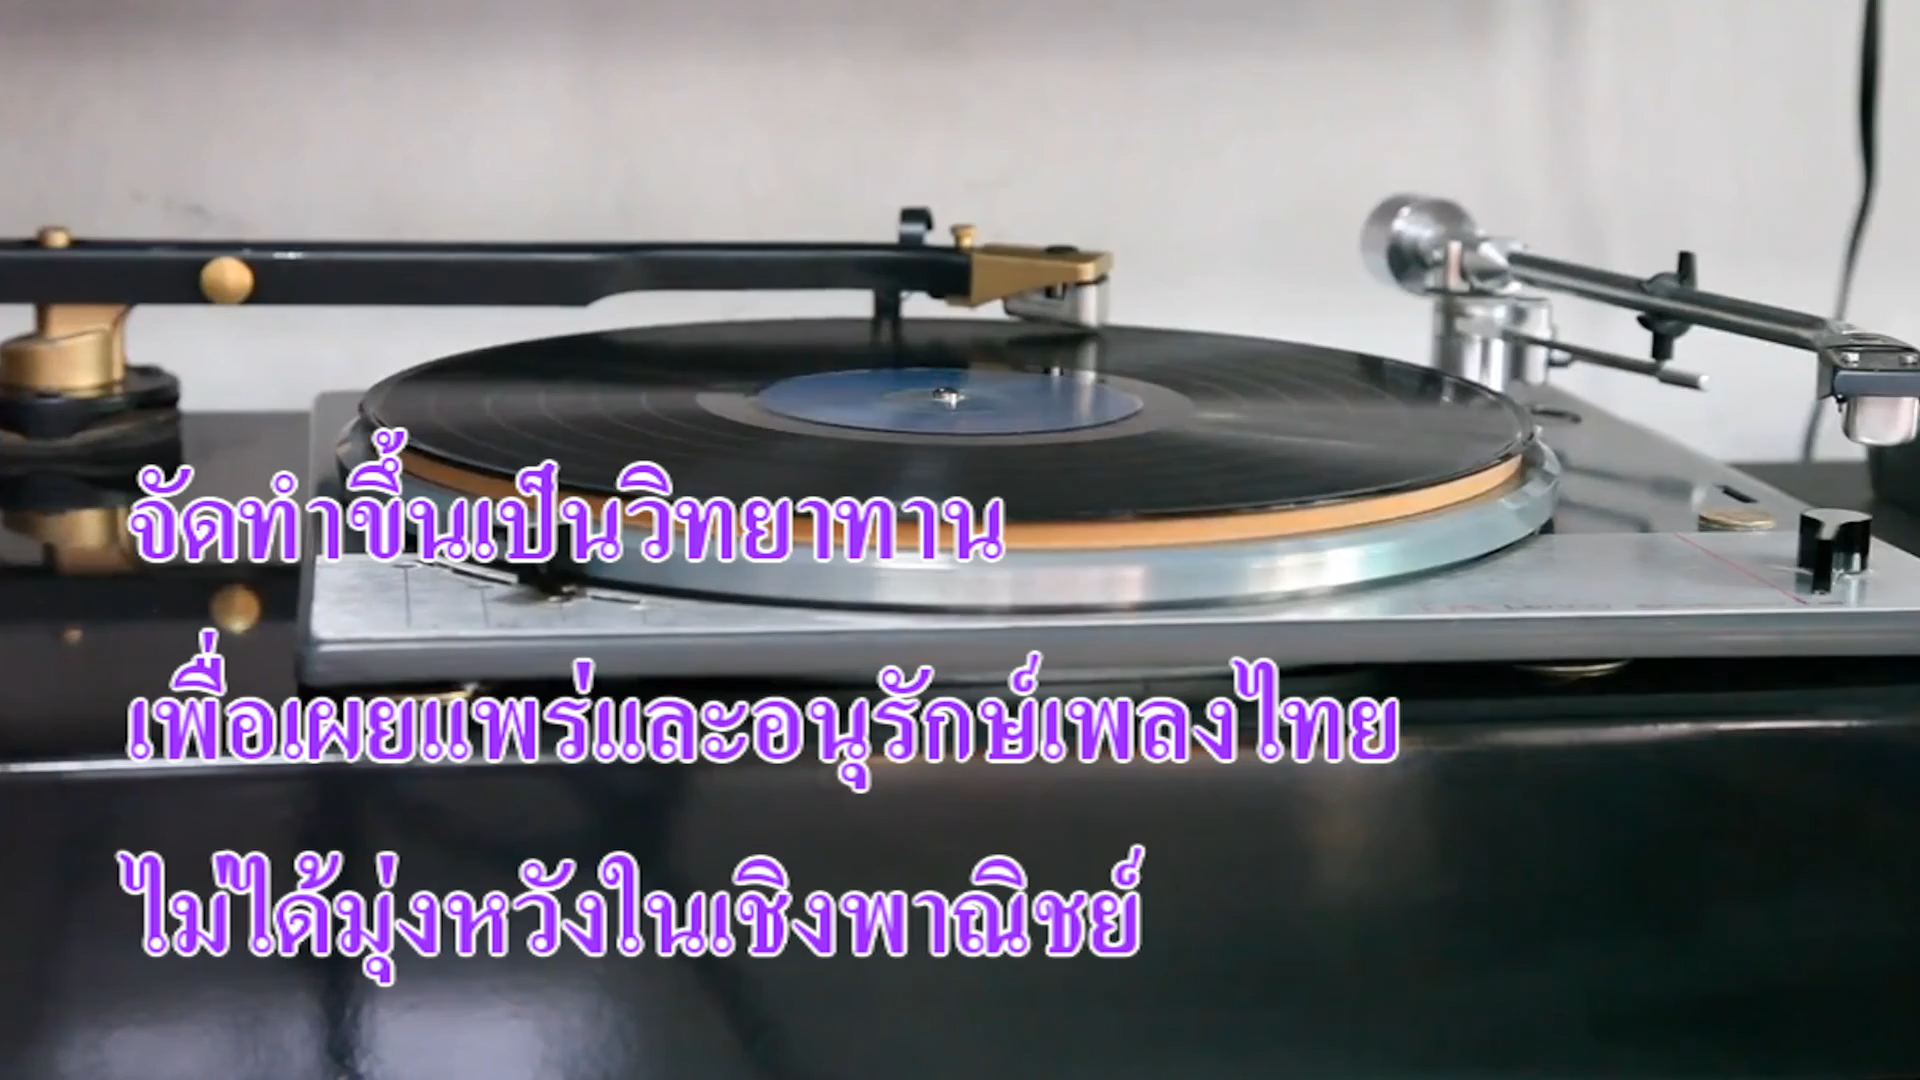 จัดทำขึ้นเป็นวิทยาทาน
เพื่อเผยแพร่และอนุรักษ์เพลงไทย
ไม่ได้มุ่งหวังในเชิงพาณิชย์